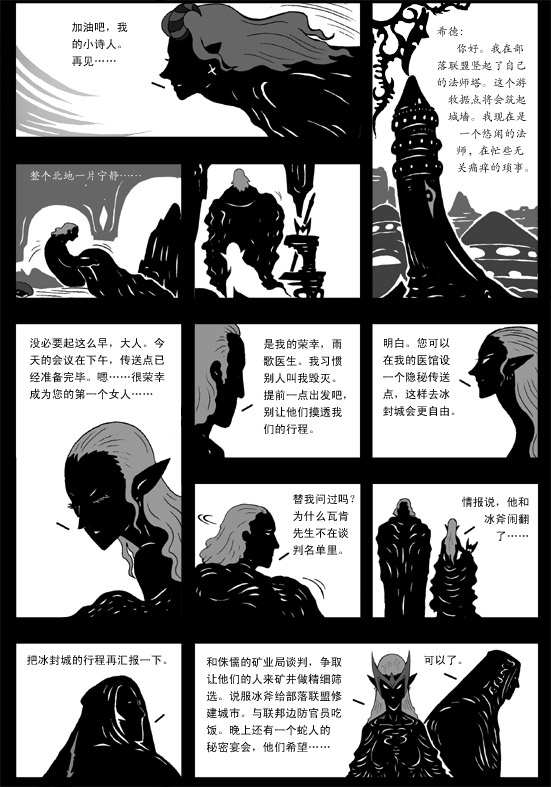 加油吧，我
的小诗人。
再见……
希德：
你好。我在部
落联盟竖起了自己
的法师塔。这个游
牧据点将会筑起
城墙。我现在是
一个悠闲的法
师，在忙些无
关痛痒的琐事。
整个北地一片宁静……
没必要起这么早，大人。今
天的会议在下午，传送点已
经准备完毕。嗯……很荣幸
成为您的第一个女人……
是我的荣幸，雨
歌医生。我习惯
别人叫我毁灭。
提前一点出发吧，
别让他们摸透我
们的行程。
明白。您可以
在我的医馆设
一个隐秘传送
点，这样去冰
封城会更自由。
替我问过吗？
为什么瓦肯
先生不在谈
判名单里。
情报说，他和
冰斧闹翻
了……
把冰封城的行程再汇报一下。
和侏儒的矿业局谈判，争取
让他们的人来矿井做精细筛
选。说服冰斧给部落联盟修
建城市。与联邦边防官员吃
饭。晚上还有一个蛇人的
秘密宴会，他们希望……
可以了。